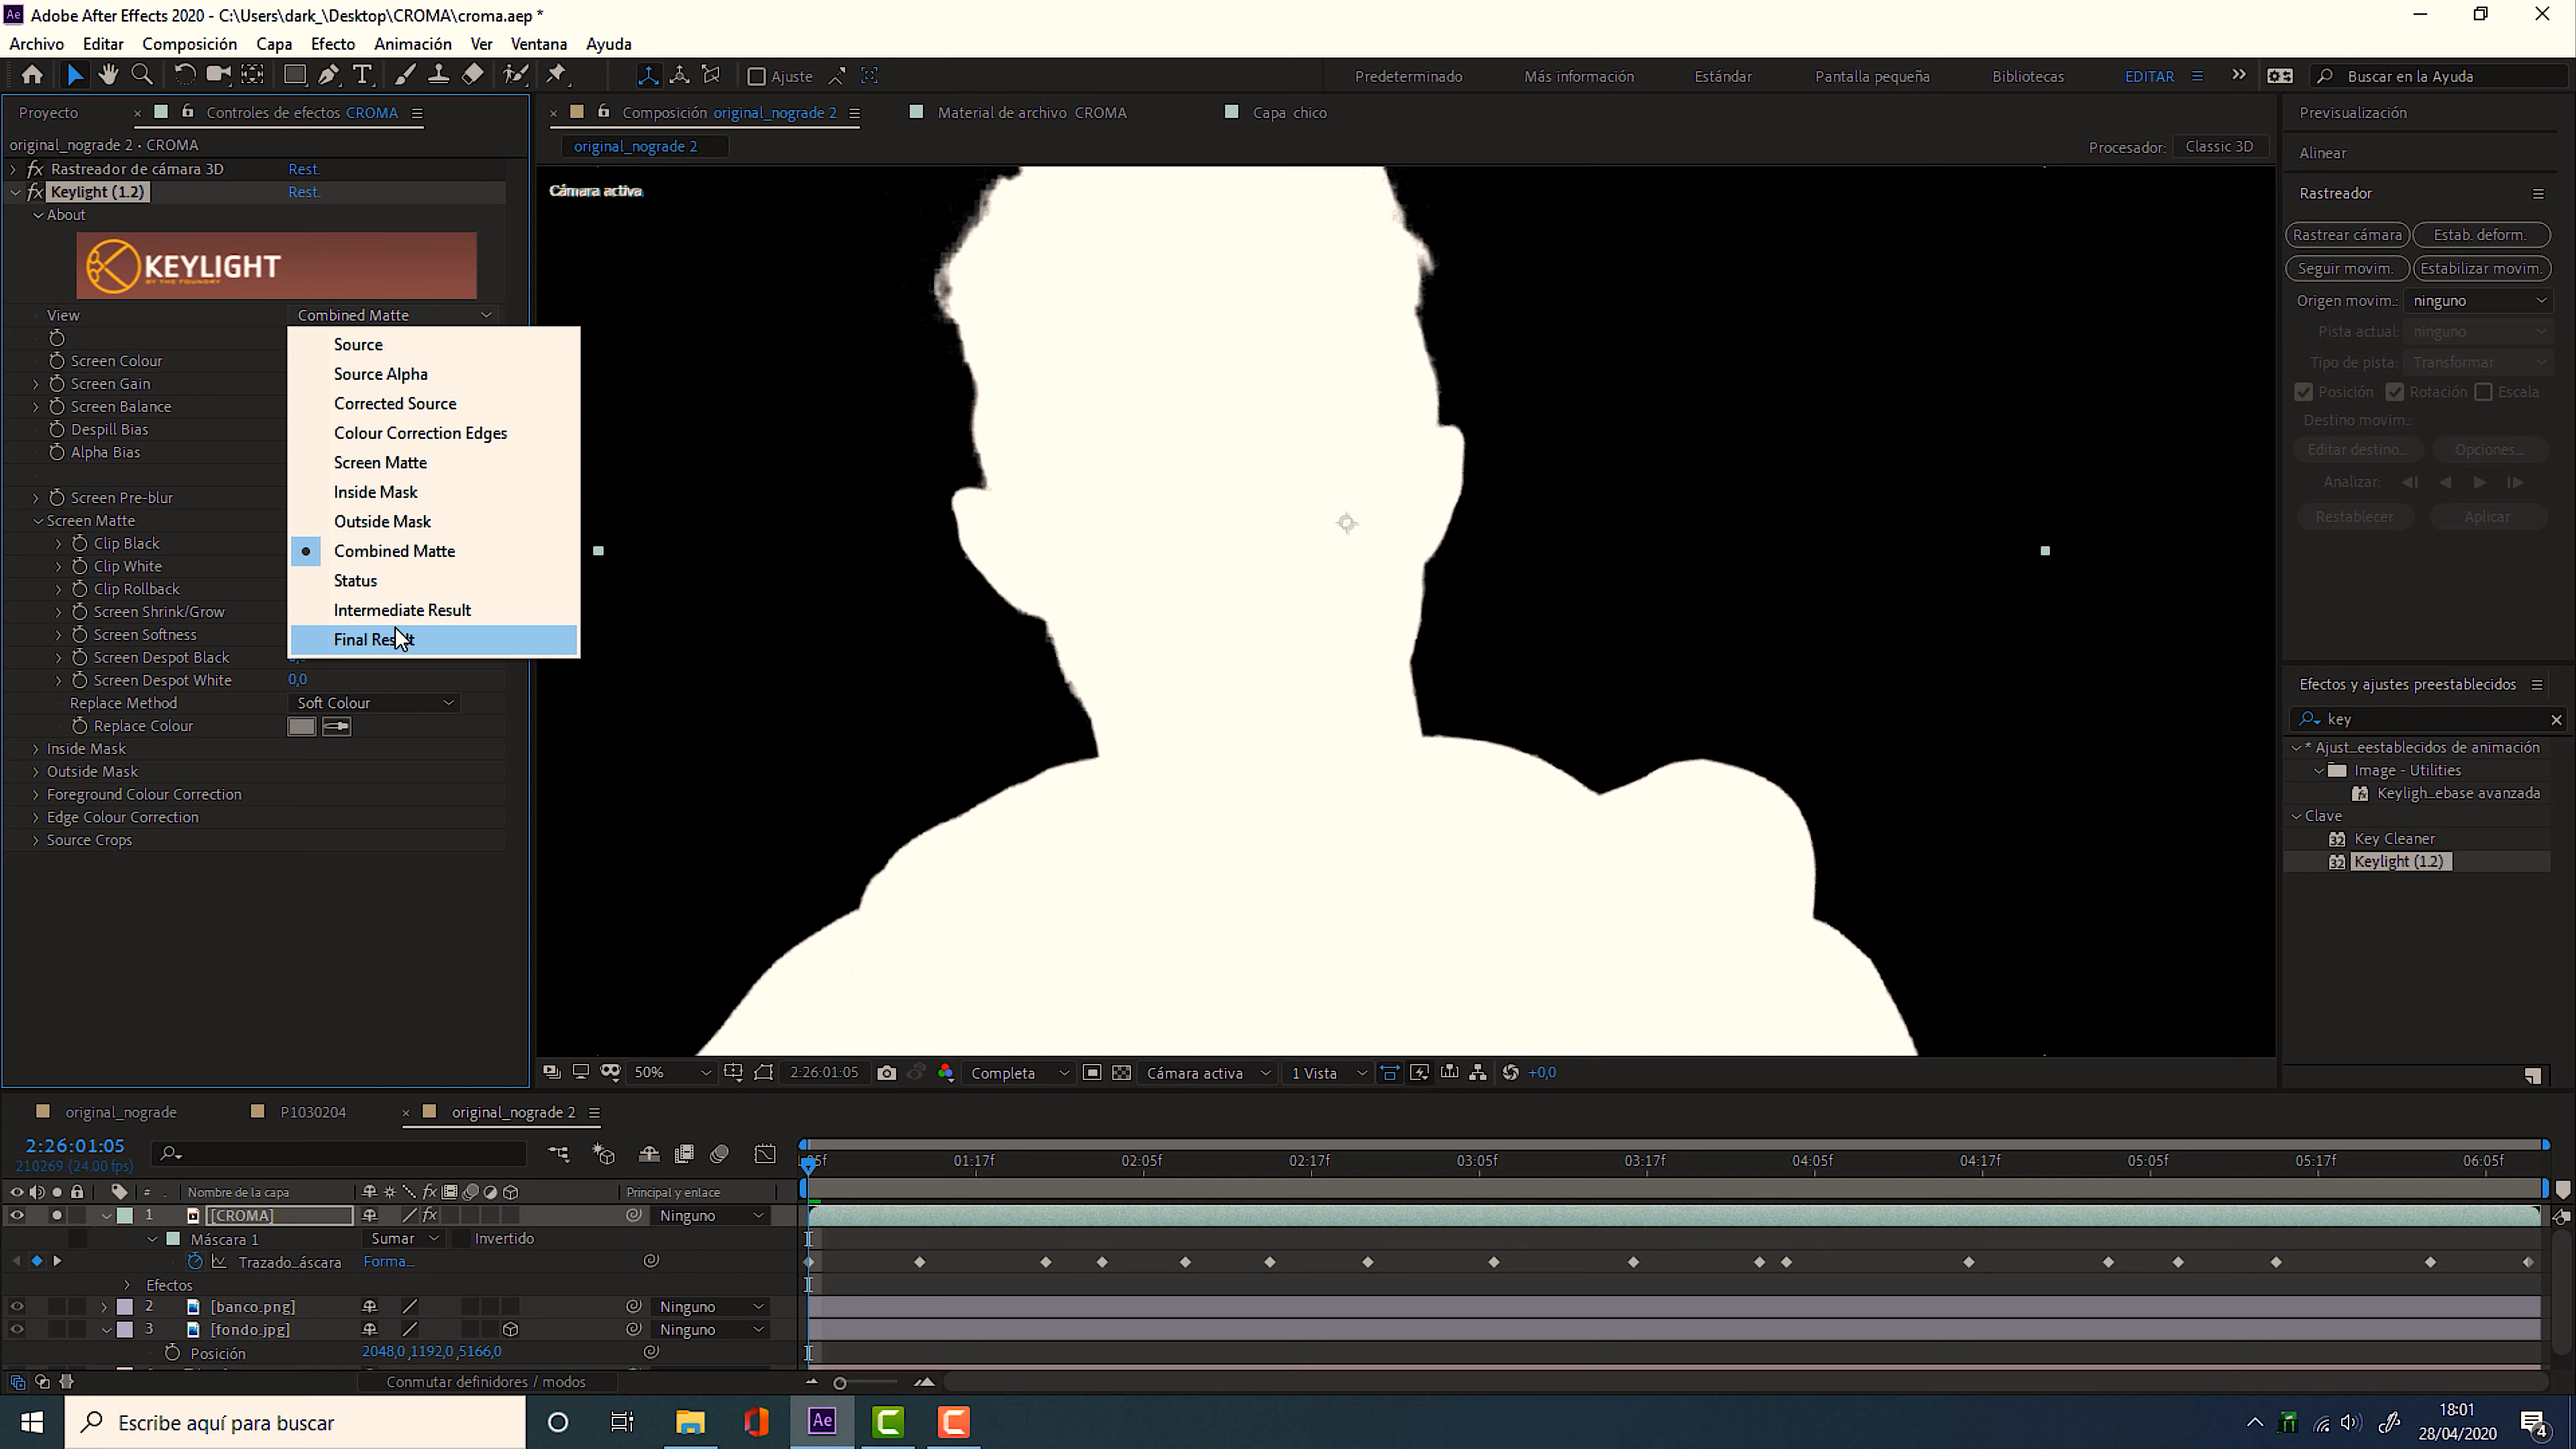 Adobe After Effects 2020 - C:\Users\dark_\Desktop\CROMA\croma.aep *
Archivo Editar Composición Capa Efecto Animación Ver Ventana Ayuda
Ajuste Predeterminado Más información Estándar Pantalla pequeña Bibliotecas EDITAR Buscar en la Ayuda
Proyecto Controles de efectos CROMA
original_nograde 2 • CROMA
Rastreador de cámara 3D Rest.
Keylight (1.2) Rest.
About
KEYLIGHT
BY THE FOUNDRY
View Combined Matte
Screen Colour
Screen Gain
Screen Balance
Despill Bias
Alpha Bias
Screen Pre-blur
Screen Matte
Clip Black
Clip White
Clip Rollback
Screen Shrink/Grow
Screen Softness
Screen Despot Black
Screen Despot White 0,0
Replace Method Soft Colour
Replace Colour
Inside Mask
Outside Mask
Foreground Colour Correction
Edge Colour Correction
Source Crops
Source
Source Alpha
Corrected Source
Colour Correction Edges
Screen Matte
Inside Mask
Outside Mask
Combined Matte
Status
Intermediate Result
Final Result
Composición original_nograde 2 Material de archivo CROMA Capa chico
original_nograde 2 Procesador: Classic 3D
Cámara activa
50% 2:26:01:05 Completa Cámara activa 1 Vista +0,0
Previsualización
Alinear
Rastreador
Rastrear cámara Estab. deform.
Seguir movim. Estabilizar movim.
Origen movim.: ninguno
Pista actual: ninguno
Tipo de pista: Transformar
Posición Rotación Escala
Destino movim.:
Editar destino... Opciones...
Analizar:
Restablecer Aplicar
Efectos y ajustes preestablecidos
key
* Ajust_eestablecidos de animación
Image - Utilities
Keyligh_ebase avanzada
Clave
32 Key Cleaner
32 Keylight (1.2)
original_nograde P1030204 original_nograde 2
2:26:01:05
210269 (24.00 fps)
:05f 01:17f 02:05f 02:17f 03:05f 03:17f 04:05f 04:17f 05:05f 05:17f 06:05f
# Nombre de la capa fx Principal y enlace
1 [CROMA] fx Ninguno
Máscara 1 Sumar Invertido
Trazado_áscara Forma...
Efectos
2 [banco.png] Ninguno
3 [fondo.jpg] Ninguno
Posición 2048,0 ,1192,0 ,5166,0
Conmutar definidores / modos
Escribe aquí para buscar
Ae
18:01
28/04/2020
4